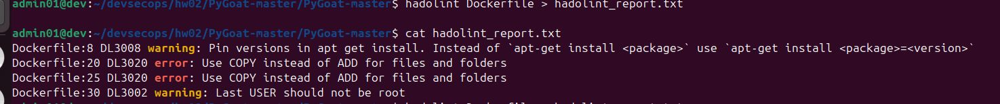 admin01@dev:~/devsecops/hw02/PyGoat-master/PyGoat-master$ hadolint Dockerfile > hadolint_report.txt
admin01@dev:~/devsecops/hw02/PyGoat-master/PyGoat-master$ cat hadolint_report.txt
Dockerfile:8 DL3008 warning: Pin versions in apt get install. Instead of `apt-get install <package>` use `apt-get install <package>=<version>`
Dockerfile:20 DL3020 error: Use COPY instead of ADD for files and folders
Dockerfile:25 DL3020 error: Use COPY instead of ADD for files and folders
Dockerfile:30 DL3002 warning: Last USER should not be root